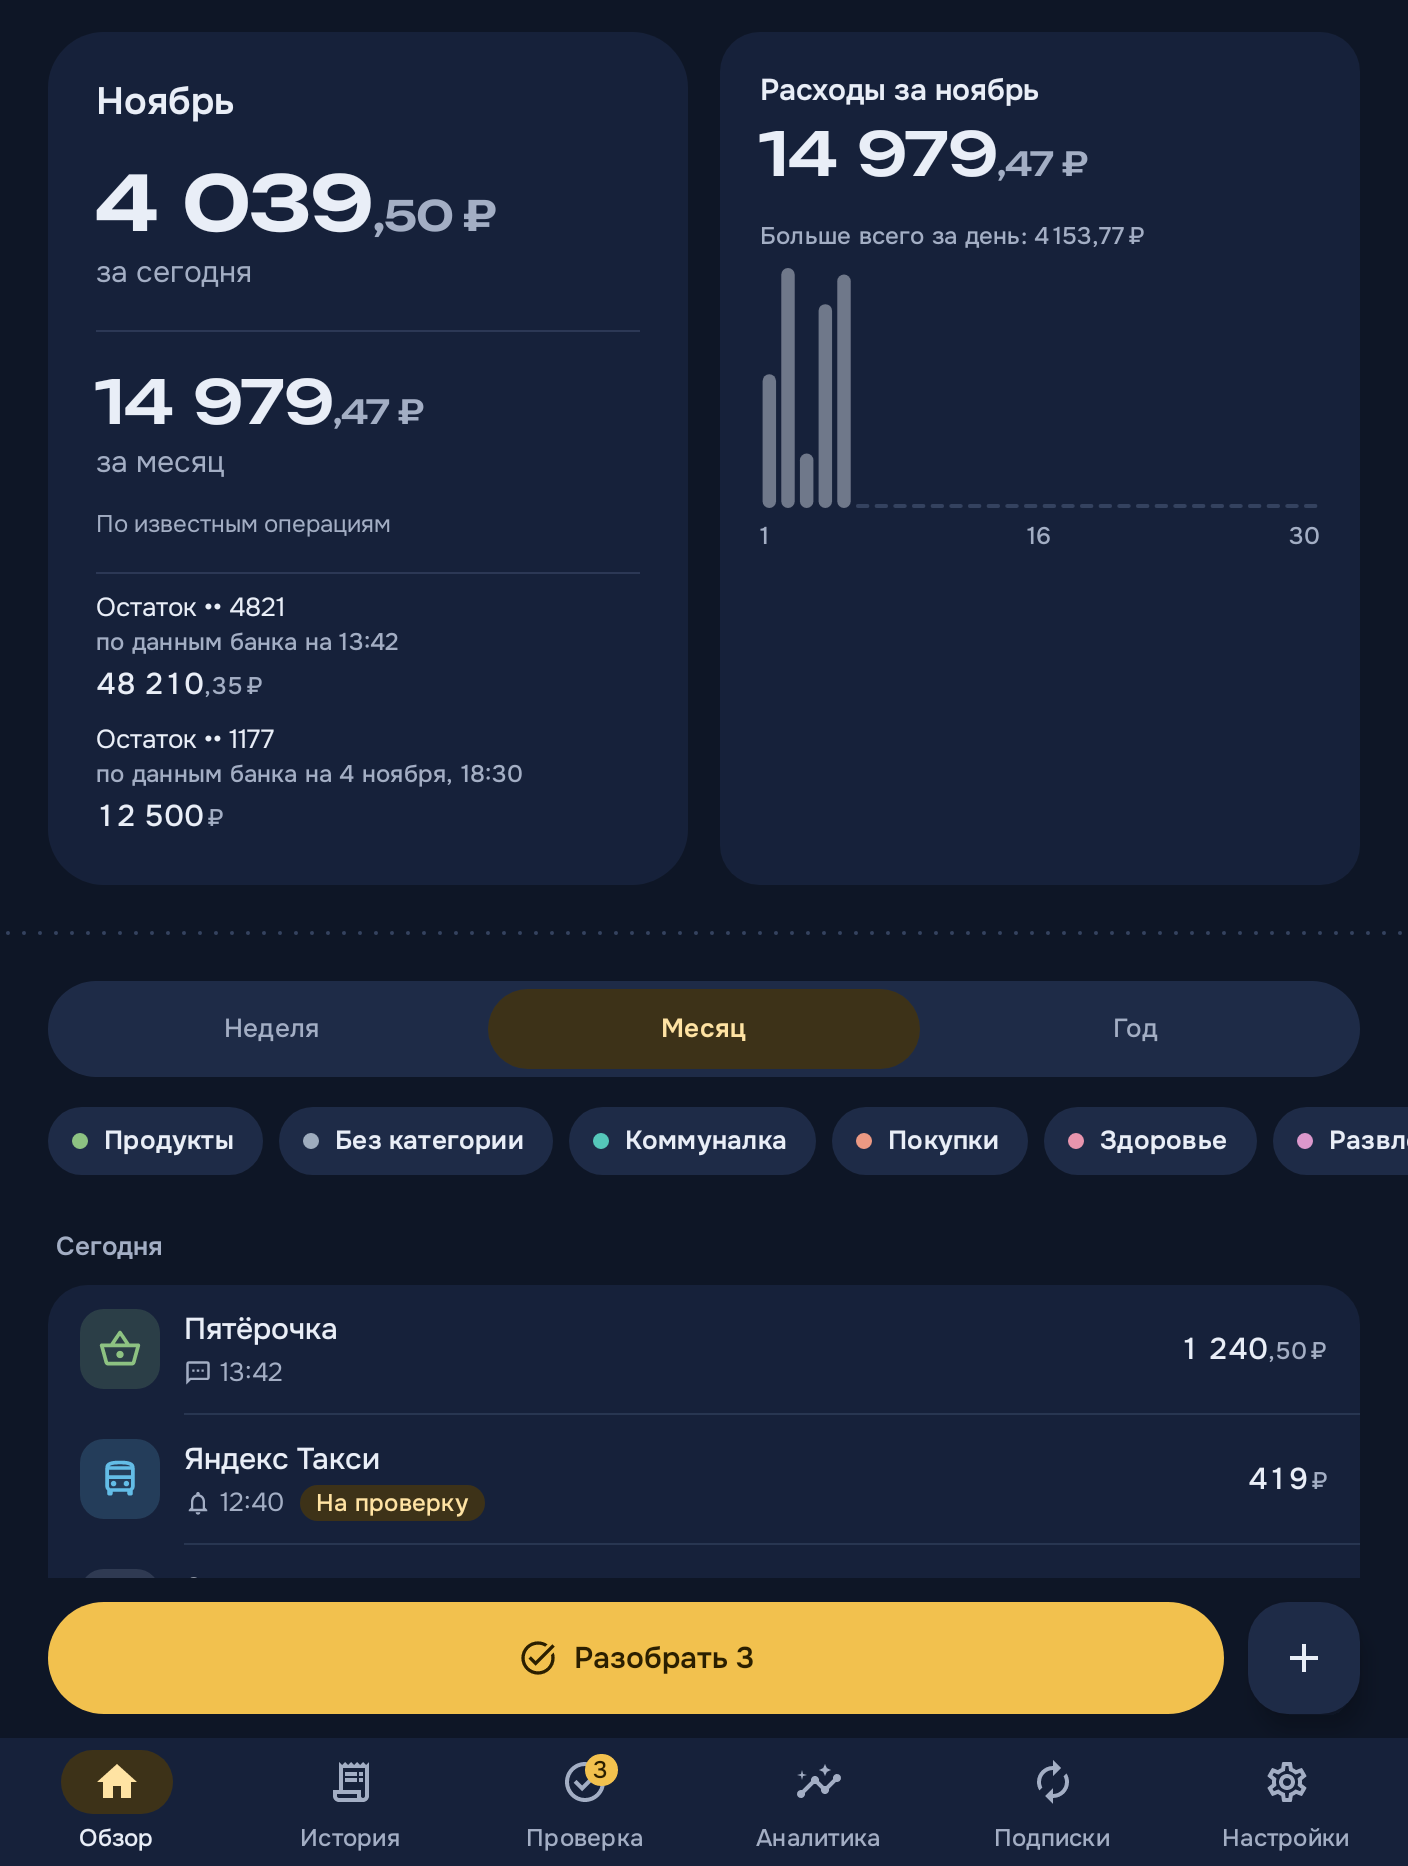 Ноябрь
4 039,50 ₽
за сегодня
14 979,47 ₽
за месяц
По известным операциям
Остаток •• 4821
по данным банка на 13:42
48 210,35 ₽
Остаток •• 1177
по данным банка на 4 ноября, 18:30
12 500 ₽
Расходы за ноябрь
14 979,47 ₽
Больше всего за день: 4 153,77 ₽
1 16 30
Неделя Месяц Год
Продукты Без категории Коммуналка Покупки Здоровье Развл
Сегодня
Пятёрочка
13:42
1 240,50 ₽
Яндекс Такси
12:40 На проверку
419 ₽
Разобрать 3
3
Обзор История Проверка Аналитика Подписки Настройки